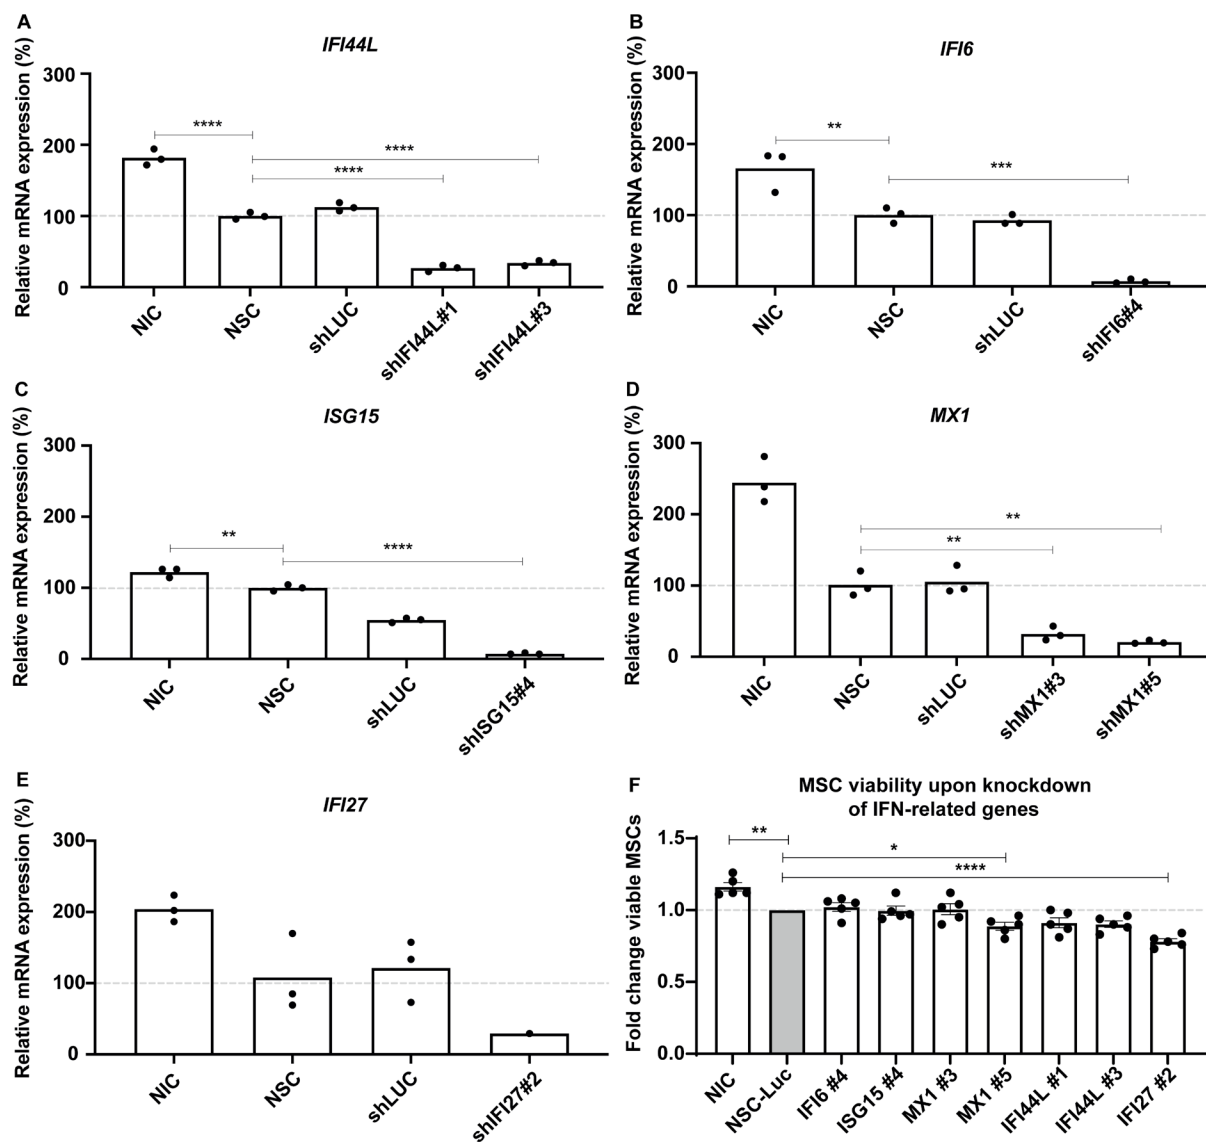 A
IFI44L
Relative mRNA expression (%)
300
200
100
0
****
****
****
NIC
NSC
shLUC
shIFI44L#1
shIFI44L#3
B
IFI6
Relative mRNA expression (%)
300
200
100
0
**
***
NIC
NSC
shLUC
shIFI6#4
C
ISG15
Relative mRNA expression (%)
300
200
100
0
**
****
NIC
NSC
shLUC
shISG15#4
D
MX1
Relative mRNA expression (%)
300
200
100
0
**
**
NIC
NSC
shLUC
shMX1#3
shMX1#5
E
IFI27
Relative mRNA expression (%)
300
200
100
0
NIC
NSC
shLUC
shIFI27#2
F
MSC viability upon knockdown
of IFN-related genes
Fold change viable MSCs
1.5
1.0
0.5
0.0
**
*
****
NIC
NSC-Luc
IFI6 #4
ISG15 #4
MX1 #3
MX1 #5
IFI44L #1
IFI44L #3
IFI27 #2